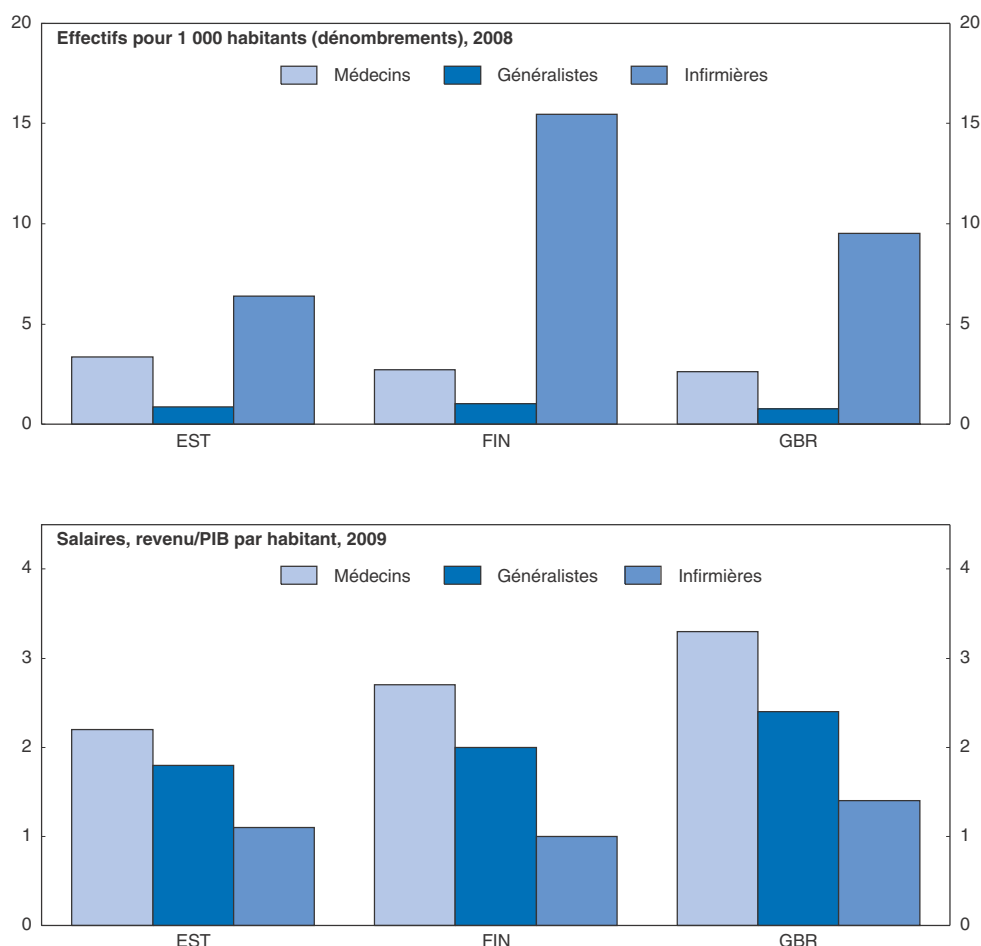 Effectifs pour 1 000 habitants (dénombrements), 2008
Médecins Généralistes Infirmières
20 20
15 15
10 10
5 5
0 0
EST FIN GBR
Salaires, revenu/PIB par habitant, 2009
Médecins Généralistes Infirmières
4 4
3 3
2 2
1 1
0 0
EST FIN GBR